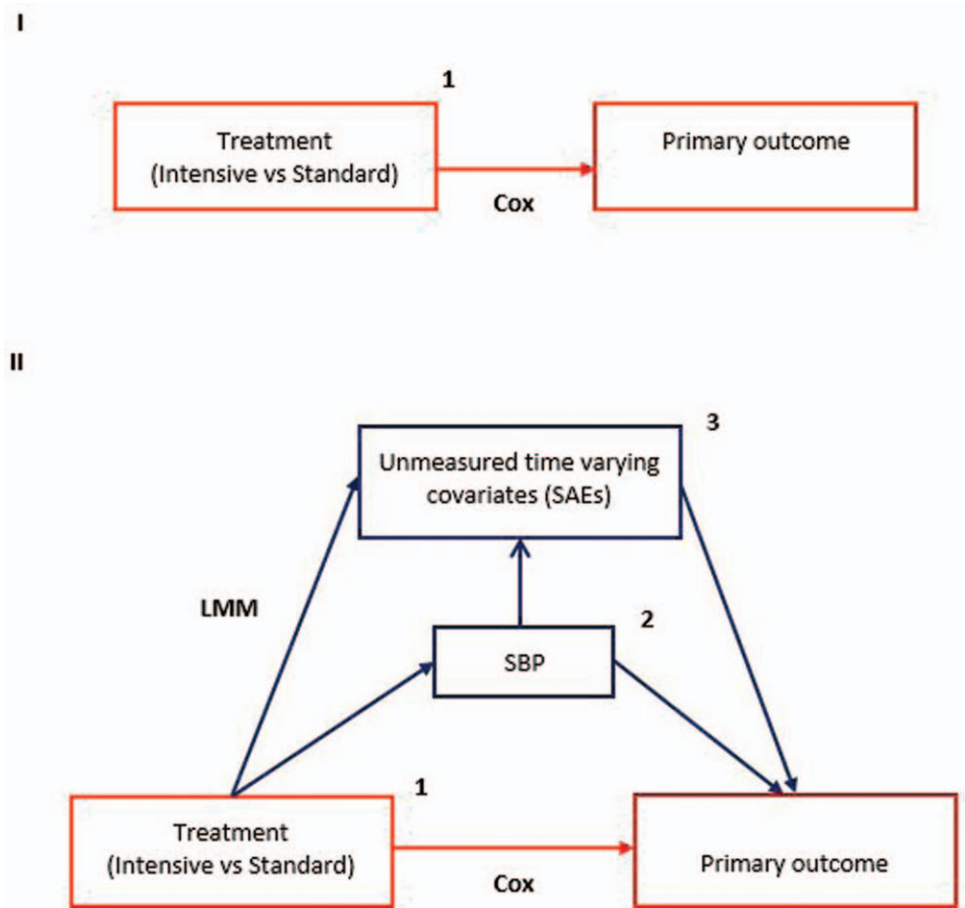 I
1
Treatment
(Intensive vs Standard)
Primary outcome
Cox
II
3
Unmeasured time varying
covariates (SAEs)
LMM
2
SBP
1
Treatment
(Intensive vs Standard)
Primary outcome
Cox